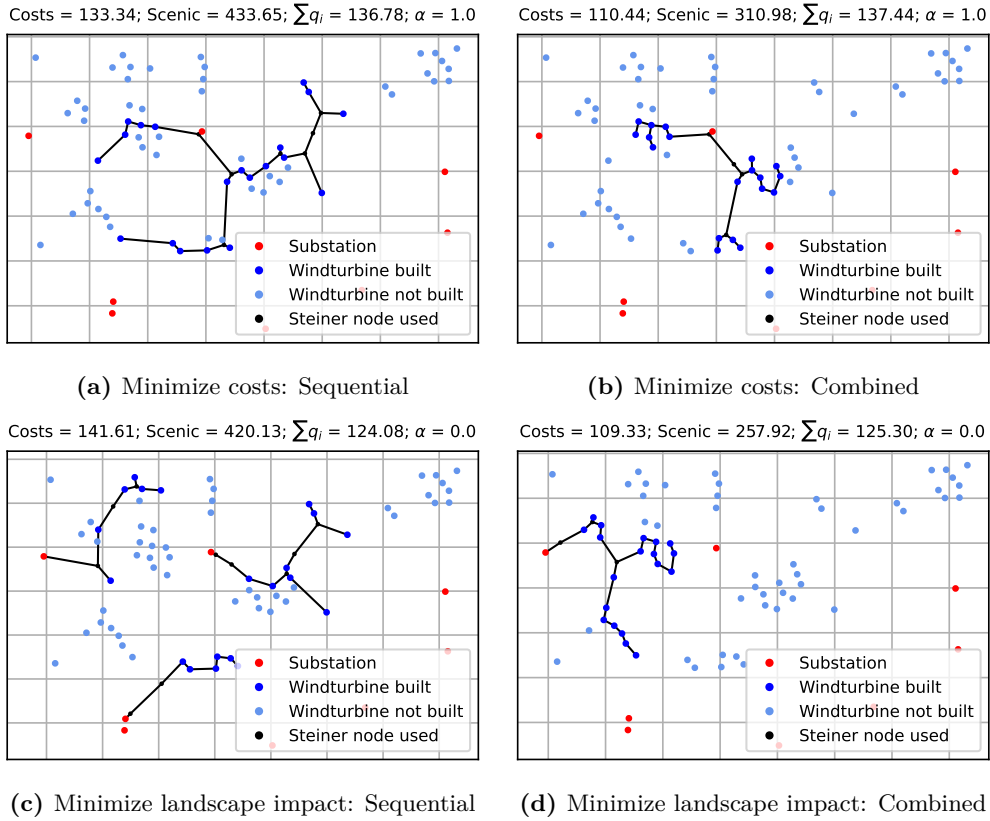 Costs = 133.34; Scenic = 433.65; ∑qᵢ = 136.78; α = 1.0
Substation
Windturbine built
Windturbine not built
Steiner node used
(a) Minimize costs: Sequential
Costs = 110.44; Scenic = 310.98; ∑qᵢ = 137.44; α = 1.0
Substation
Windturbine built
Windturbine not built
Steiner node used
(b) Minimize costs: Combined
Costs = 141.61; Scenic = 420.13; ∑qᵢ = 124.08; α = 0.0
Substation
Windturbine built
Windturbine not built
Steiner node used
(c) Minimize landscape impact: Sequential
Costs = 109.33; Scenic = 257.92; ∑qᵢ = 125.30; α = 0.0
Substation
Windturbine built
Windturbine not built
Steiner node used
(d) Minimize landscape impact: Combined